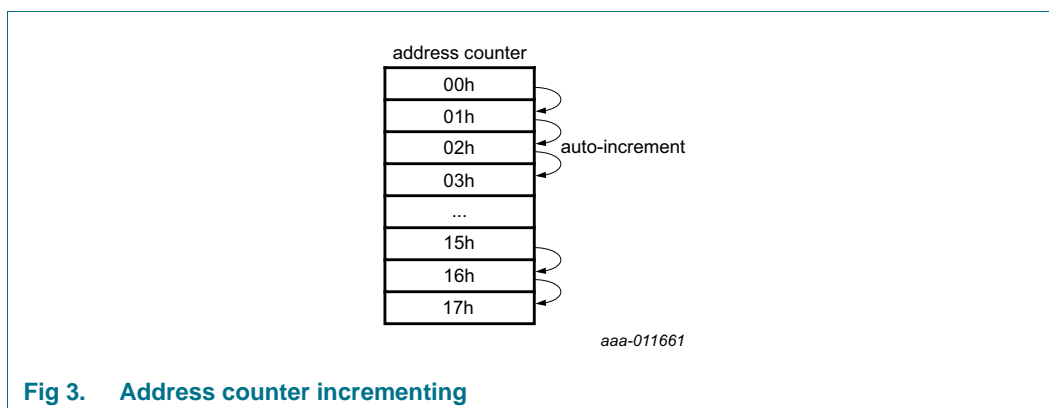 address counter
00h
01h
02h
auto-increment
03h
...
15h
16h
17h
aaa-011661
Fig 3. Address counter incrementing